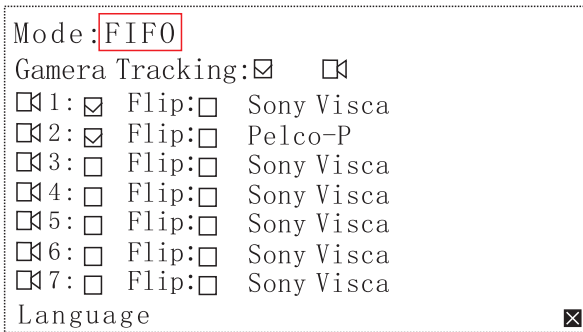 Mode:FIFO
Gamera Tracking:
1: Flip: Sony Visca
2: Flip: Pelco-P
3: Flip: Sony Visca
4: Flip: Sony Visca
5: Flip: Sony Visca
6: Flip: Sony Visca
7: Flip: Sony Visca
Language